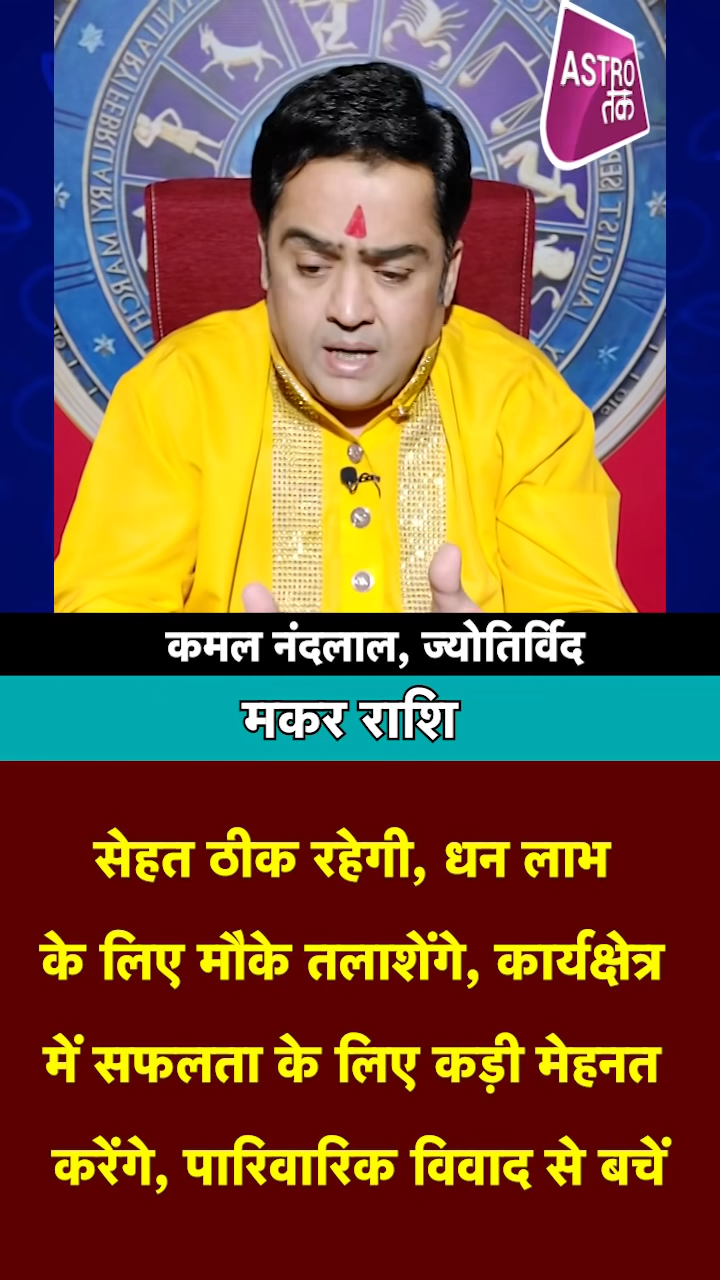 ASTRO
तक
कमल नंदलाल, ज्योतिर्विद
मकर राशि
सेहत ठीक रहेगी, धन लाभ
के लिए मौके तलाशेंगे, कार्यक्षेत्र
में सफलता के लिए कड़ी मेहनत
करेंगे, पारिवारिक विवाद से बचें